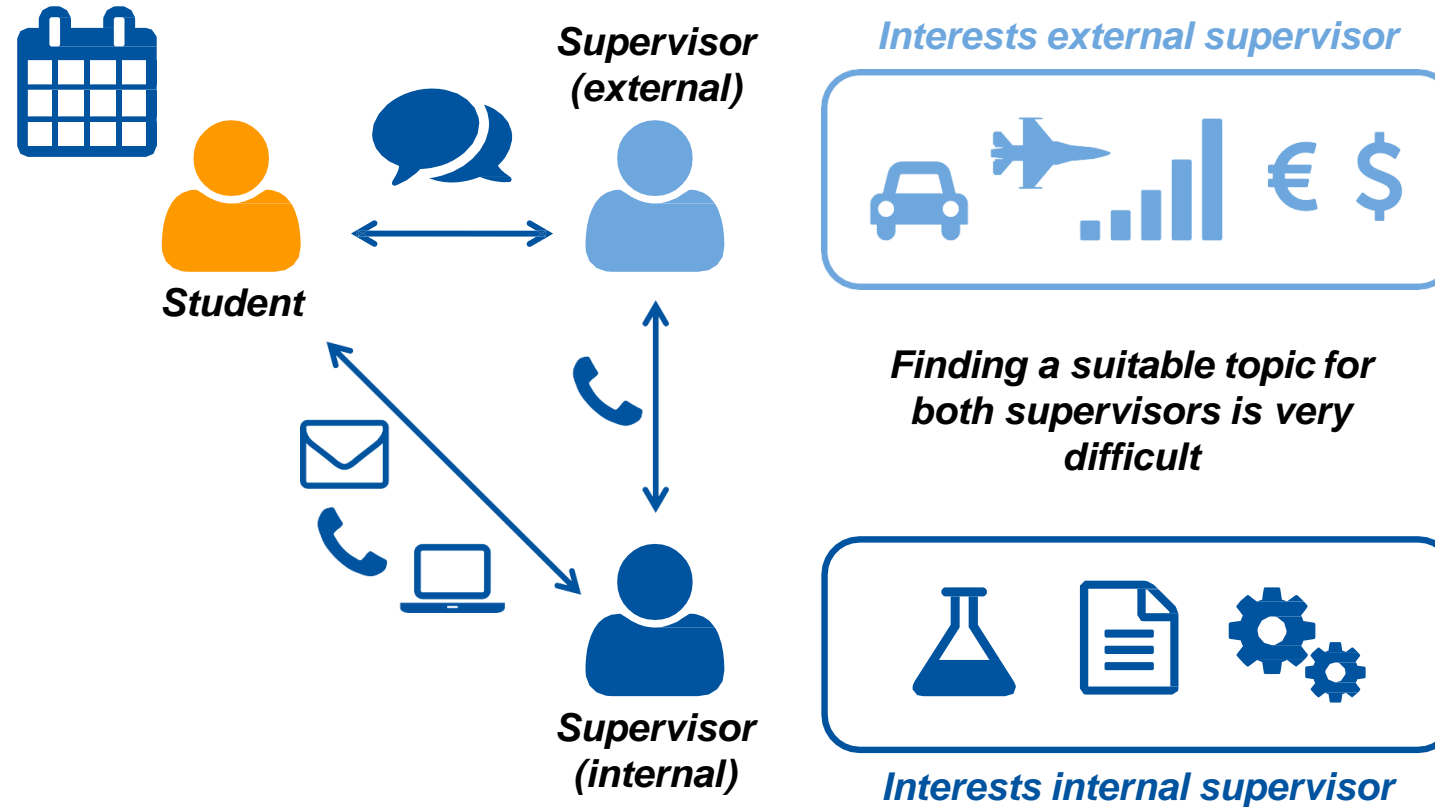 Supervisor
(external)
Interests external supervisor
€ $
Student
Finding a suitable topic for
both supervisors is very
difficult
Supervisor
(internal)
Interests internal supervisor